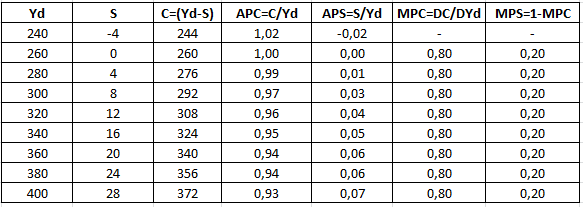 Yd S C=(Yd-S) APC=C/Yd APS=S/Yd MPC=DC/DYd MPS=1-MPC
240 -4 244 1,02 -0,02 - -
260 0 260 1,00 0,00 0,80 0,20
280 4 276 0,99 0,01 0,80 0,20
300 8 292 0,97 0,03 0,80 0,20
320 12 308 0,96 0,04 0,80 0,20
340 16 324 0,95 0,05 0,80 0,20
360 20 340 0,94 0,06 0,80 0,20
380 24 356 0,94 0,06 0,80 0,20
400 28 372 0,93 0,07 0,80 0,20